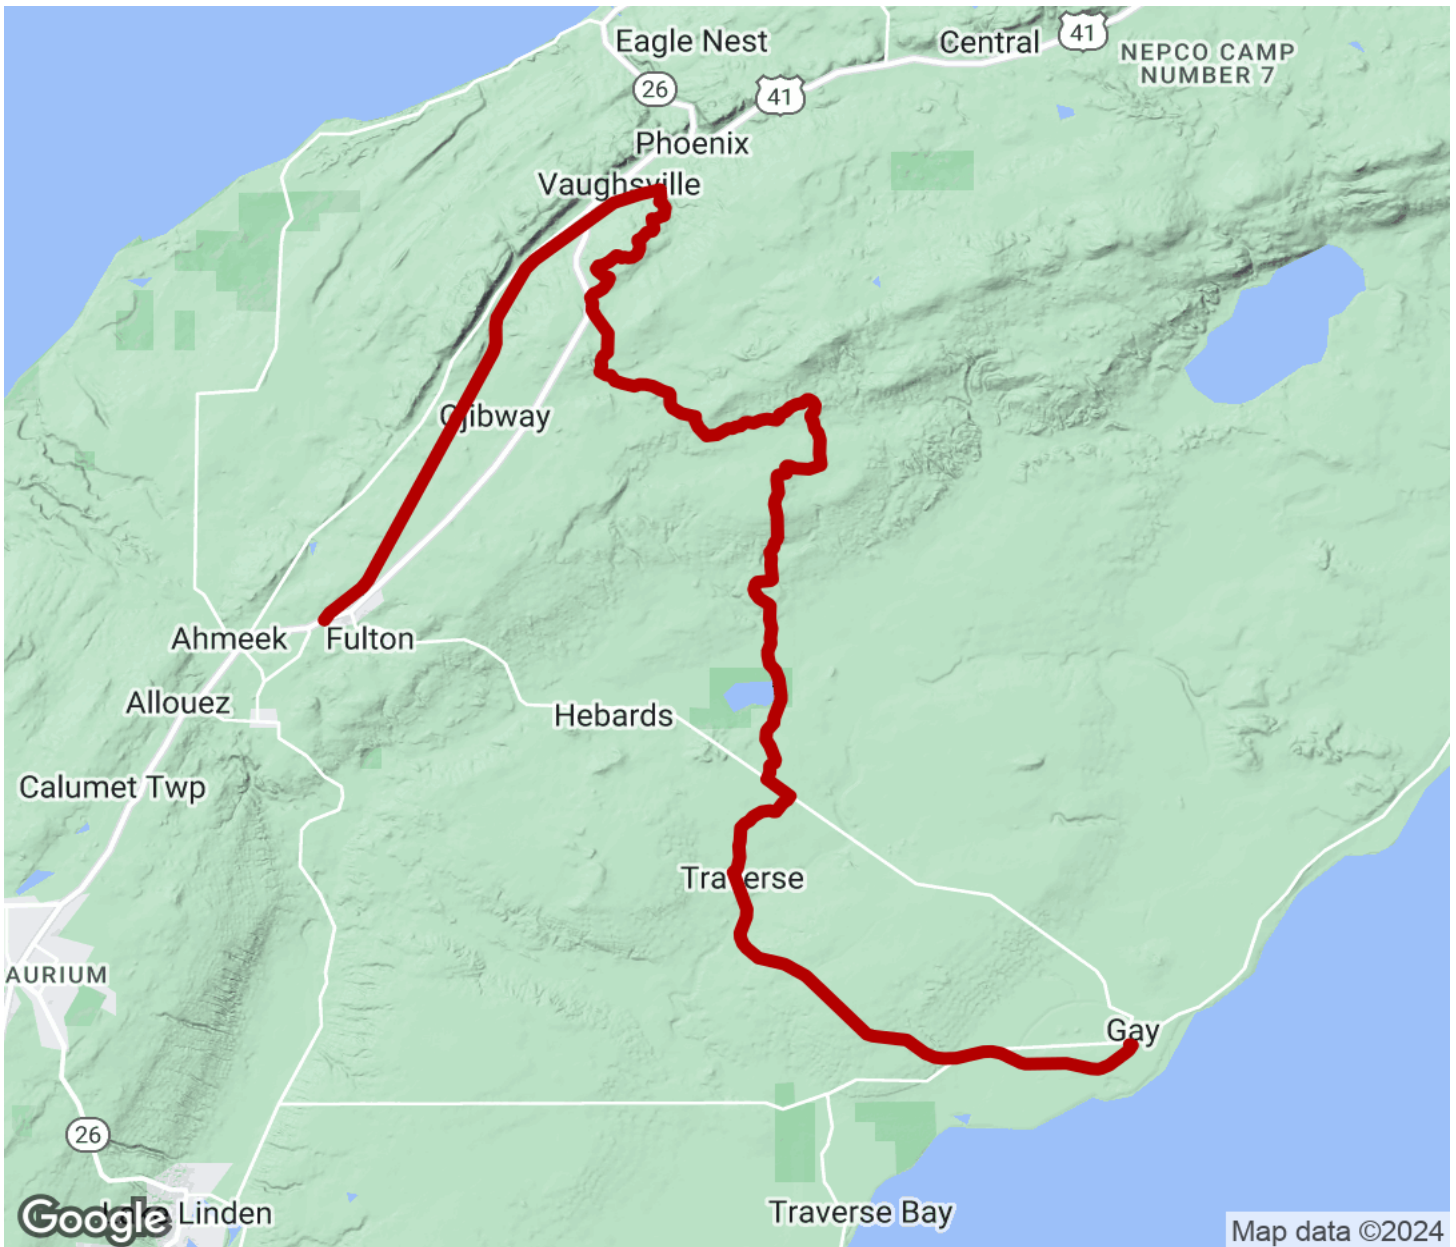 Eagle Nest
Central
41
NEPCO CAMP
NUMBER 7
26
41
Phoenix
Vaughsville
Ojibway
Ahmeek
Fulton
Allouez
Hebards
Calumet Twp
Traverse
AURIUM
Gay
26
Google
Linden
Traverse Bay
Map data ©2024